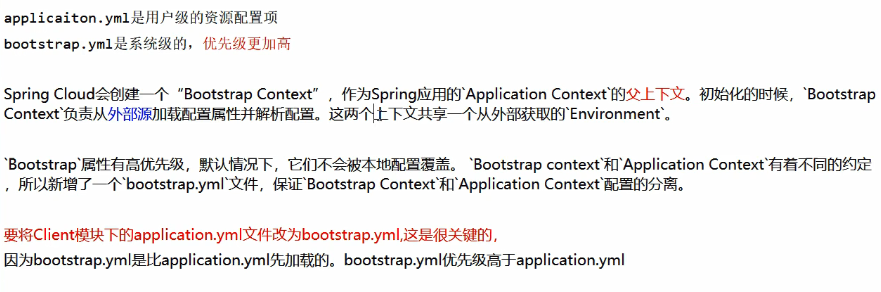 applicaiton.yml是用户级的资源配置项
bootstrap.yml是系统级的，优先级更加高
Spring Cloud会创建一个“Bootstrap Context”，作为Spring应用的`Application Context`的父上下文。初始化的时候，`Bootstrap
Context`负责从外部源加载配置属性并解析配置。这两个上下文共享一个从外部获取的`Environment`。
`Bootstrap`属性有高优先级，默认情况下，它们不会被本地配置覆盖。 `Bootstrap context`和`Application Context`有着不同的约定
，所以新增了一个`bootstrap.yml`文件，保证`Bootstrap Context`和`Application Context`配置的分离。
要将Client模块下的application.yml文件改为bootstrap.yml,这是很关键的，
因为bootstrap.yml是比application.yml先加载的。bootstrap.yml优先级高于application.yml